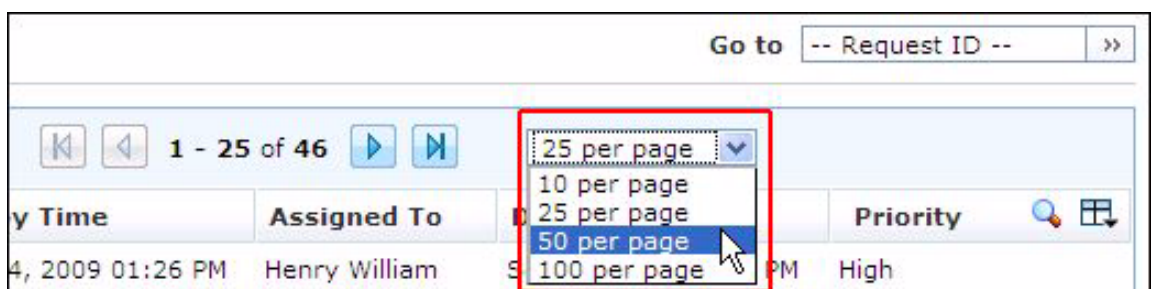 Go to -- Request ID -- »
1 - 25 of 46 25 per page
10 per page
y Time Assigned To D 25 per page Priority
50 per page
4, 2009 01:26 PM Henry William S 100 per page PM High